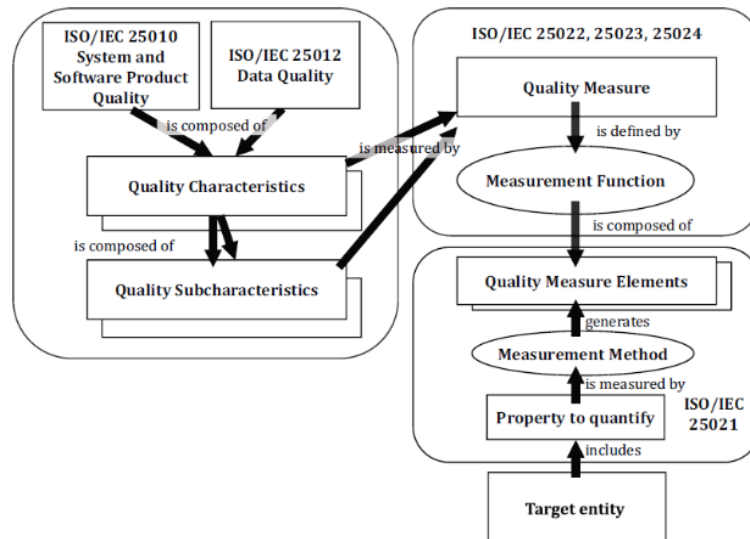 ISO/IEC 25010
System and
Software Product
Quality
ISO/IEC 25012
Data Quality
is composed of
Quality Characteristics
is composed of
Quality Subcharacteristics
is measured by
ISO/IEC 25022, 25023, 25024
Quality Measure
is defined by
Measurement Function
is composed of
Quality Measure Elements
generates
Measurement Method
is measured by
Property to quantify
ISO/IEC
25021
includes
Target entity